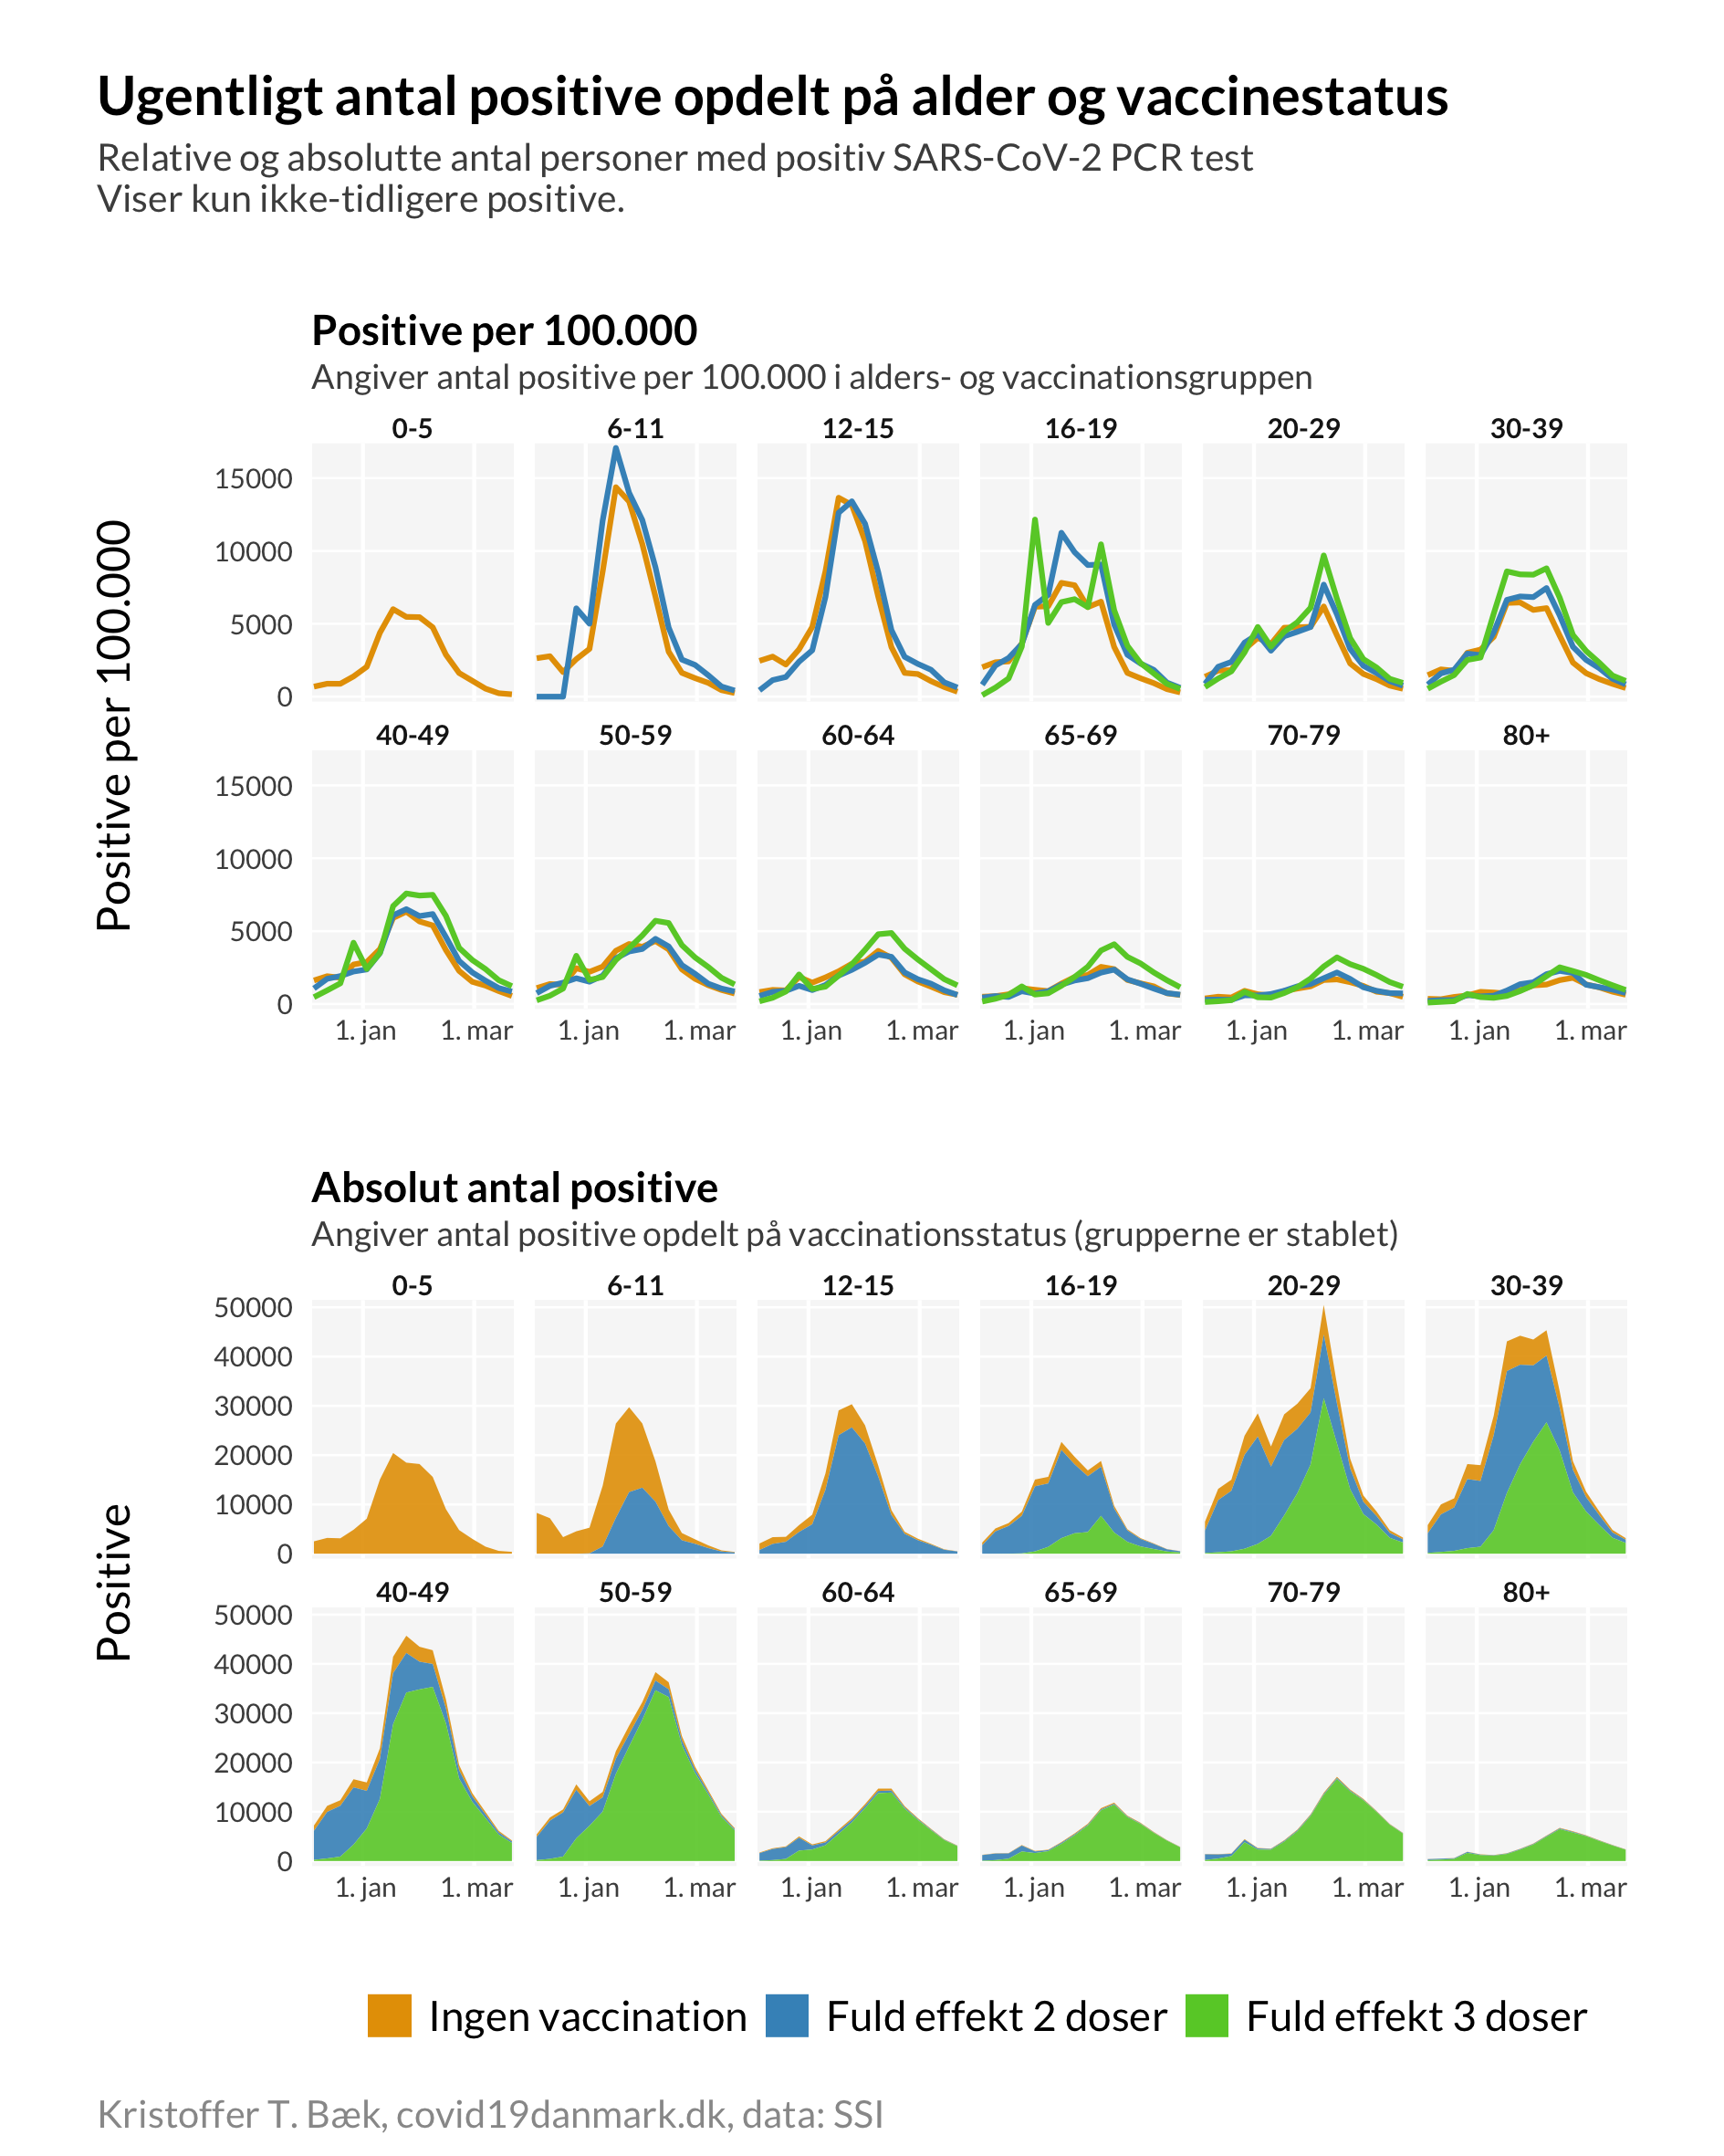 Ugentligt antal positive opdelt på alder og vaccinestatus
Relative og absolutte antal personer med positiv SARS-CoV-2 PCR test
Viser kun ikke-tidligere positive.
Positive per 100.000
Angiver antal positive per 100.000 i alders- og vaccinationsgruppen
Positive per 100.000
0-5 6-11 12-15 16-19 20-29 30-39
15000
10000
5000
0
40-49 50-59 60-64 65-69 70-79 80+
15000
10000
5000
0
1. jan 1. mar 1. jan 1. mar 1. jan 1. mar 1. jan 1. mar 1. jan 1. mar 1. jan 1. mar
Absolut antal positive
Angiver antal positive opdelt på vaccinationsstatus (grupperne er stablet)
Positive
0-5 6-11 12-15 16-19 20-29 30-39
50000
40000
30000
20000
10000
0
40-49 50-59 60-64 65-69 70-79 80+
50000
40000
30000
20000
10000
0
1. jan 1. mar 1. jan 1. mar 1. jan 1. mar 1. jan 1. mar 1. jan 1. mar 1. jan 1. mar
Ingen vaccination Fuld effekt 2 doser Fuld effekt 3 doser
Kristoffer T. Bæk, covid19danmark.dk, data: SSI